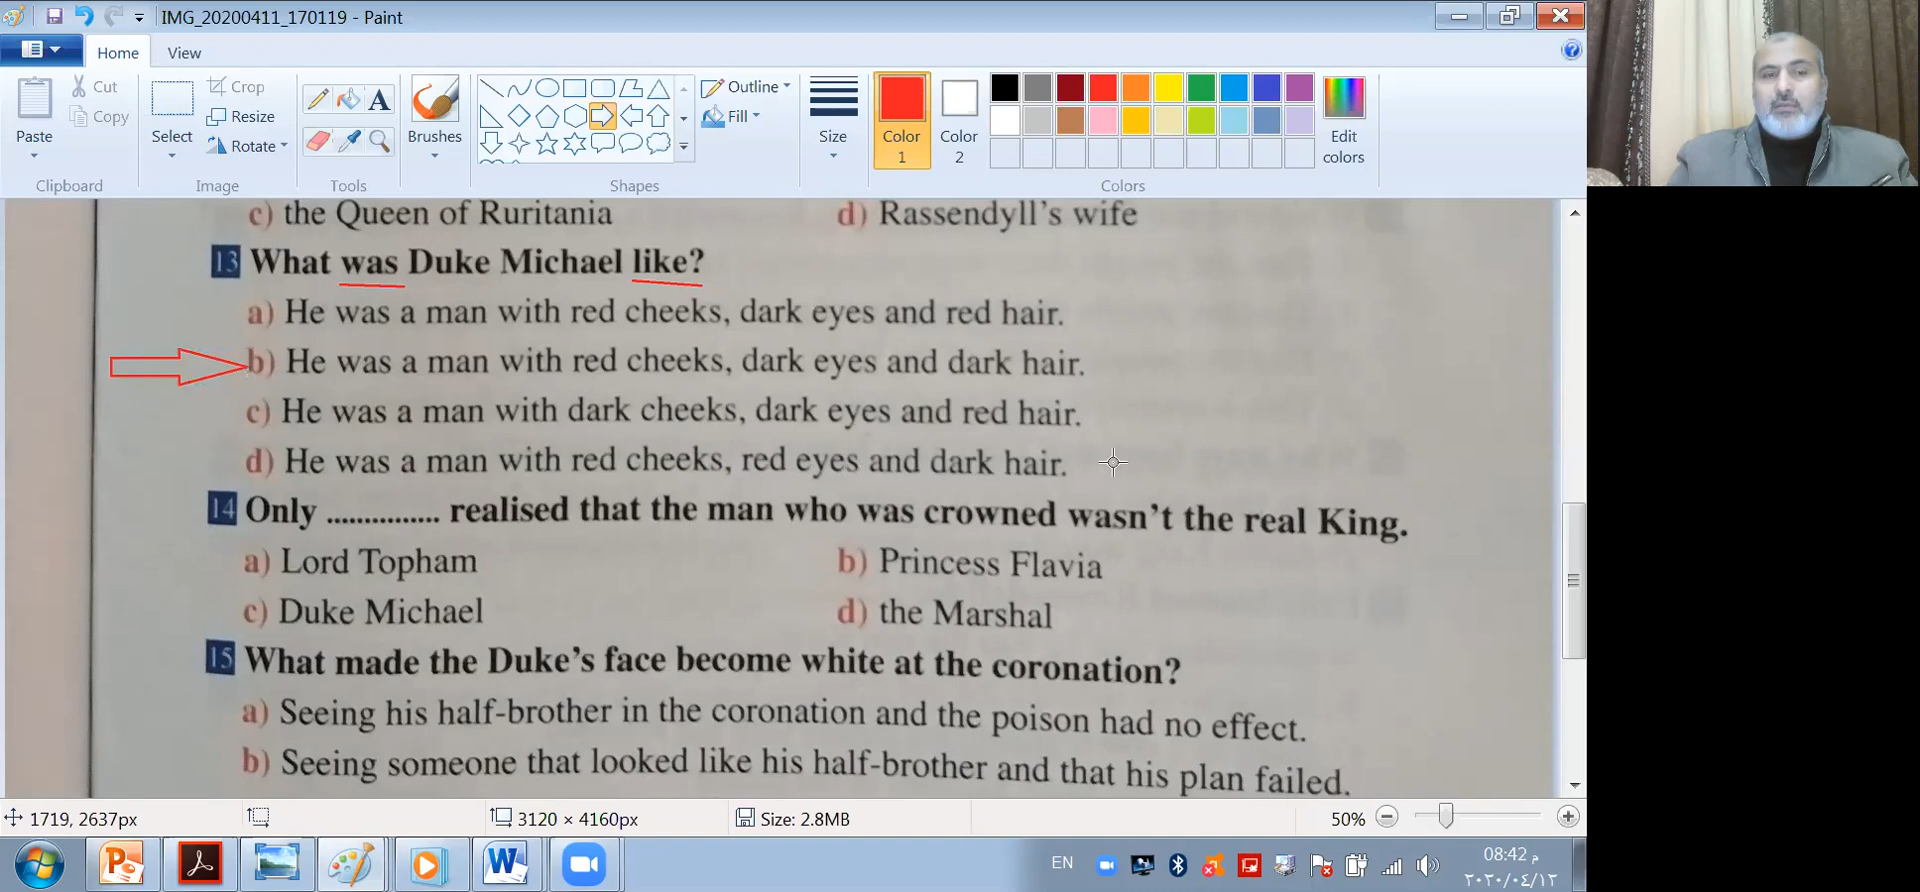 IMG_20200411_170119 - Paint
Home View
Paste
Cut
Copy
Clipboard
Select
Crop
Resize
Rotate
Image
A
Tools
Brushes
Shapes
Outline
Fill
Size
Color 1
Color 2
Edit colors
Colors
c) the Queen of Ruritania d) Rassendyll's wife
13 What was Duke Michael like?
a) He was a man with red cheeks, dark eyes and red hair.
b) He was a man with red cheeks, dark eyes and dark hair.
c) He was a man with dark cheeks, dark eyes and red hair.
d) He was a man with red cheeks, red eyes and dark hair.
14 Only ............... realised that the man who was crowned wasn't the real King.
a) Lord Topham b) Princess Flavia
c) Duke Michael d) the Marshal
15 What made the Duke's face become white at the coronation?
a) Seeing his half-brother in the coronation and the poison had no effect.
b) Seeing someone that looked like his half-brother and that his plan failed.
1719, 2637px 3120 × 4160px Size: 2.8MB 50%
EN
08:42 م
٢٠٢٠/٠٤/١٢